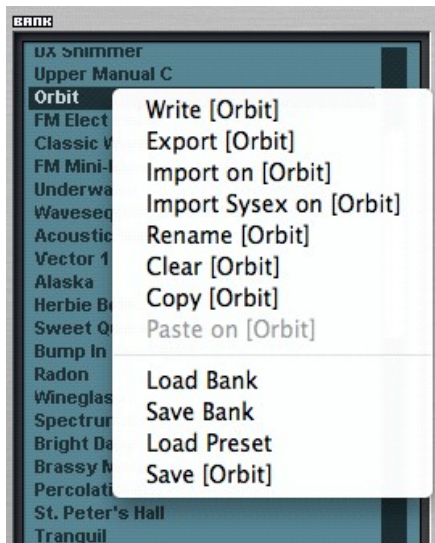 BANK
DX Shimmer
Upper Manual C
Orbit
FM Elect
Classic
FM Mini-
Underwa
Waveseq
Acoustic
Vector 1
Alaska
Herbie B
Sweet Q
Bump In
Radon
Wineglas
Spectrum
Bright Da
Brassy M
Percolati
St. Peter's Hall
Tranquil
Write [Orbit]
Export [Orbit]
Import on [Orbit]
Import Sysex on [Orbit]
Rename [Orbit]
Clear [Orbit]
Copy [Orbit]
Paste on [Orbit]
Load Bank
Save Bank
Load Preset
Save [Orbit]